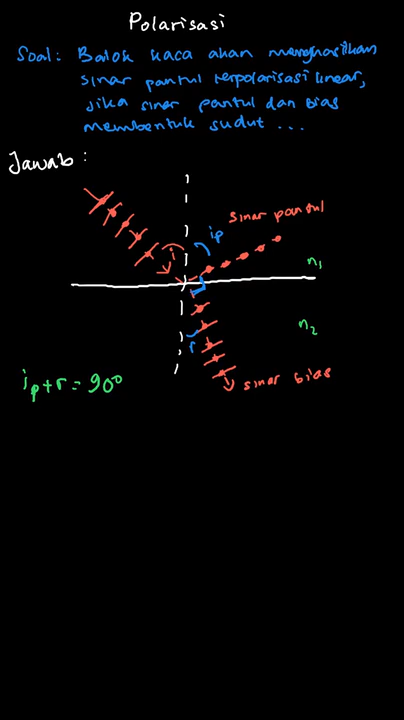 Polarisasi
Soal: Balok kaca akan menghasilkan
sinar pantul terpolarisasi linear,
jika sinar pantul dan bias
membentuk sudut ...
Jawab:
sinar pantul
ip
i
n1
n2
r
ip+r=90°
sinar bias